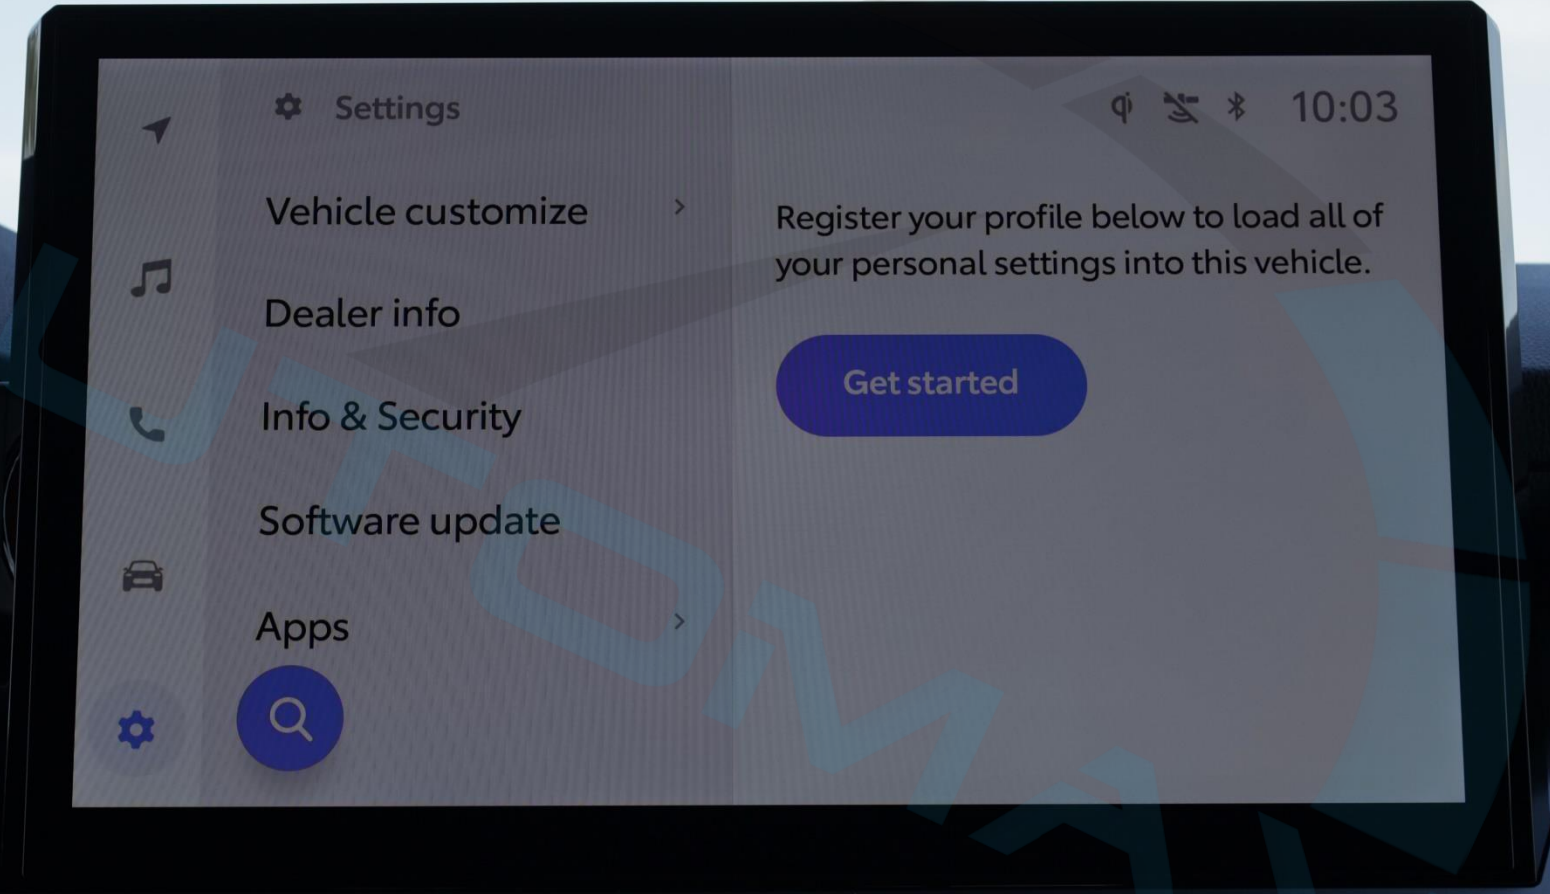 Settings
10:03
Vehicle customize
Dealer info
Info & Security
Software update
Apps
Register your profile below to load all of
your personal settings into this vehicle.
Get started
UTOMA